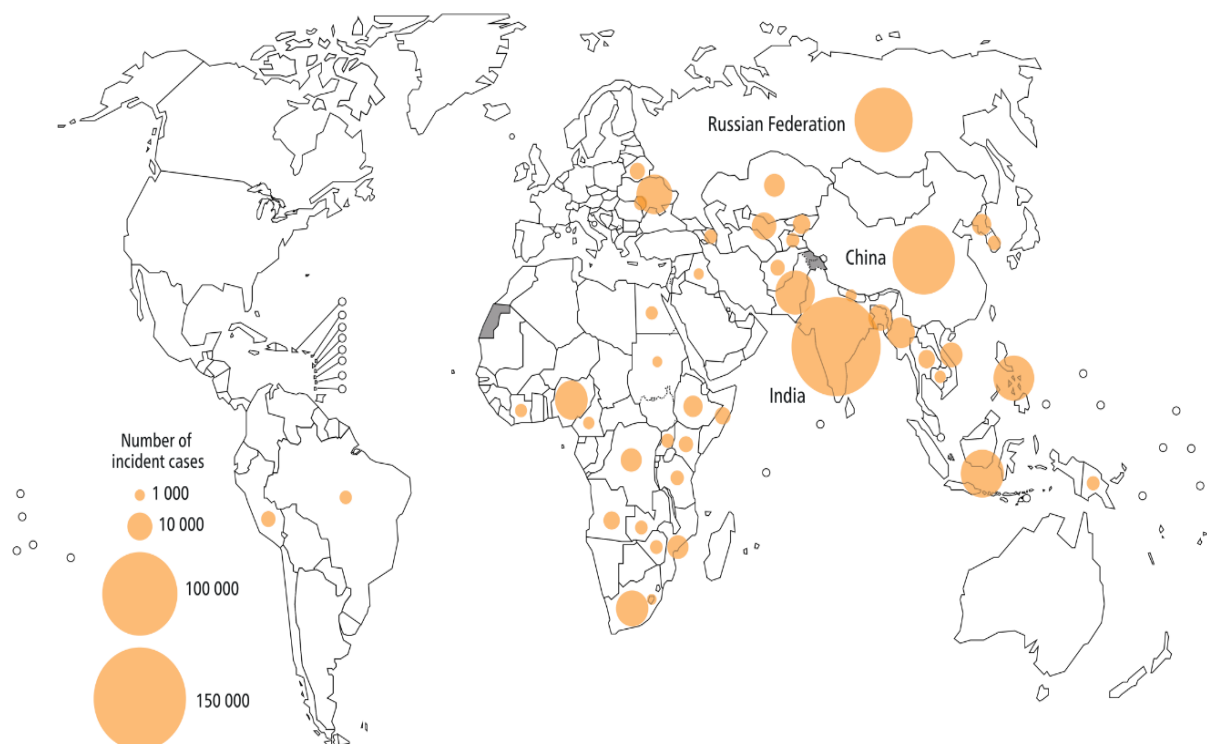 Russian Federation
China
India
Number of
incident cases
1 000
10 000
100 000
150 000